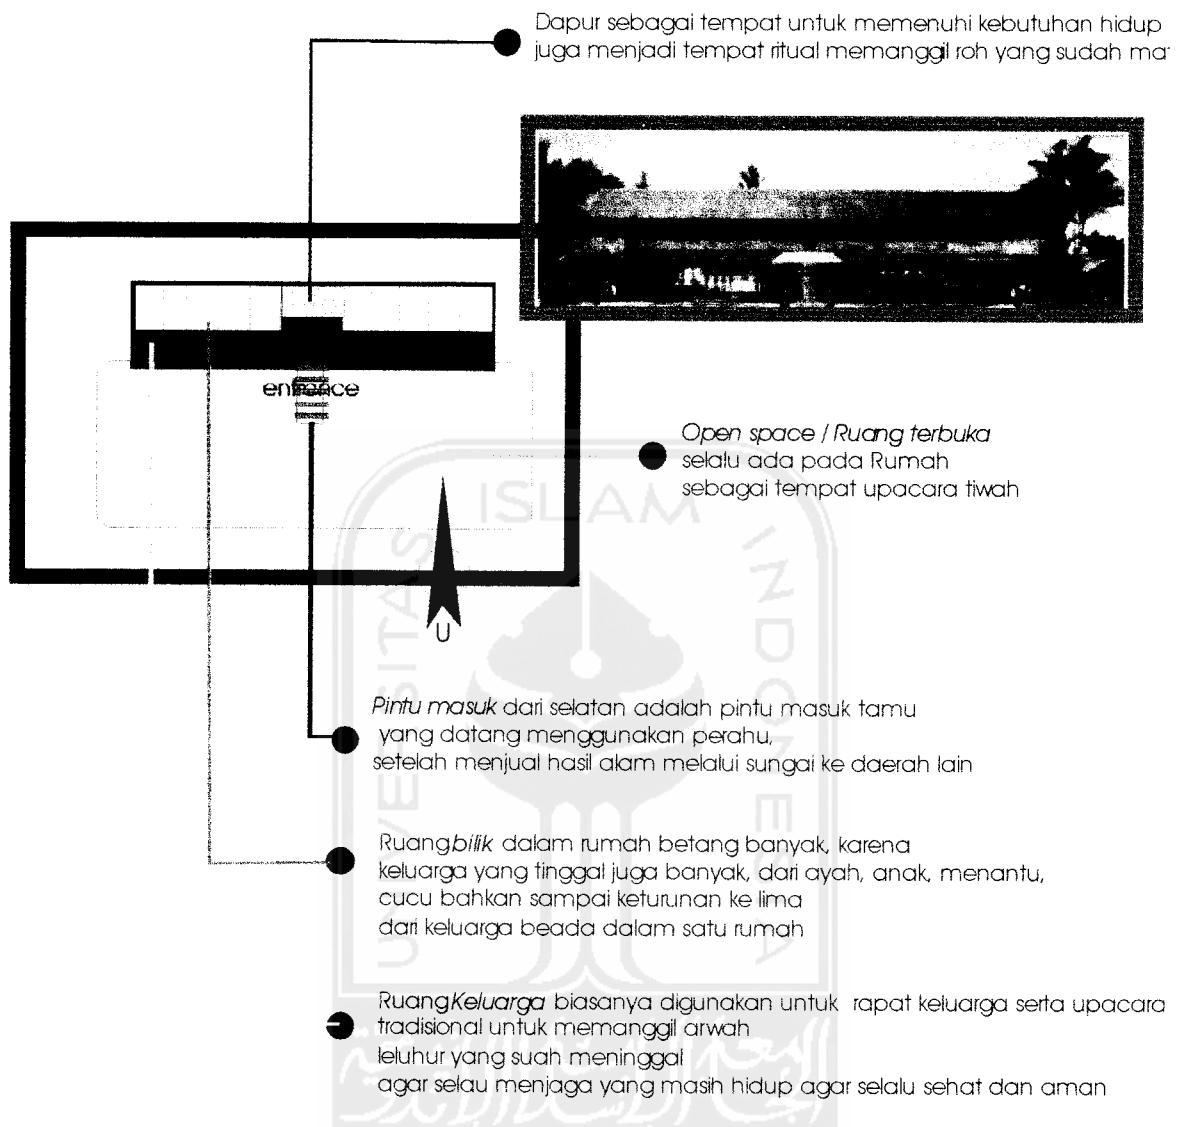 Dapur sebagai tempat untuk memenuhi kebutuhan hidup
juga menjadi tempat ritual memanggil roh yang sudah
entrance
Open space / Ruang terbuka
selalu ada pada Rumah
sebagai tempat upacara tiwah
U
Pintu masuk dari selatan adalah pintu masuk tamu
yang datang menggunakan perahu,
setelah menjual hasil alam melalui sungai ke daerah lain
Ruang bilik dalam rumah betang banyak, karena
keluarga yang tinggal juga banyak, dari ayah, anak, menantu,
cucu bahkan sampai keturunan ke lima
dari keluarga beada dalam satu rumah
Ruang Keluarga biasanya digunakan untuk rapat keluarga serta upacara
tradisional untuk memanggil arwah
leluhur yang suah meninggal
agar selau menjaga yang masih hidup agar selalu sehat dan aman
UNIVERSITAS ISLAM INDONESIA